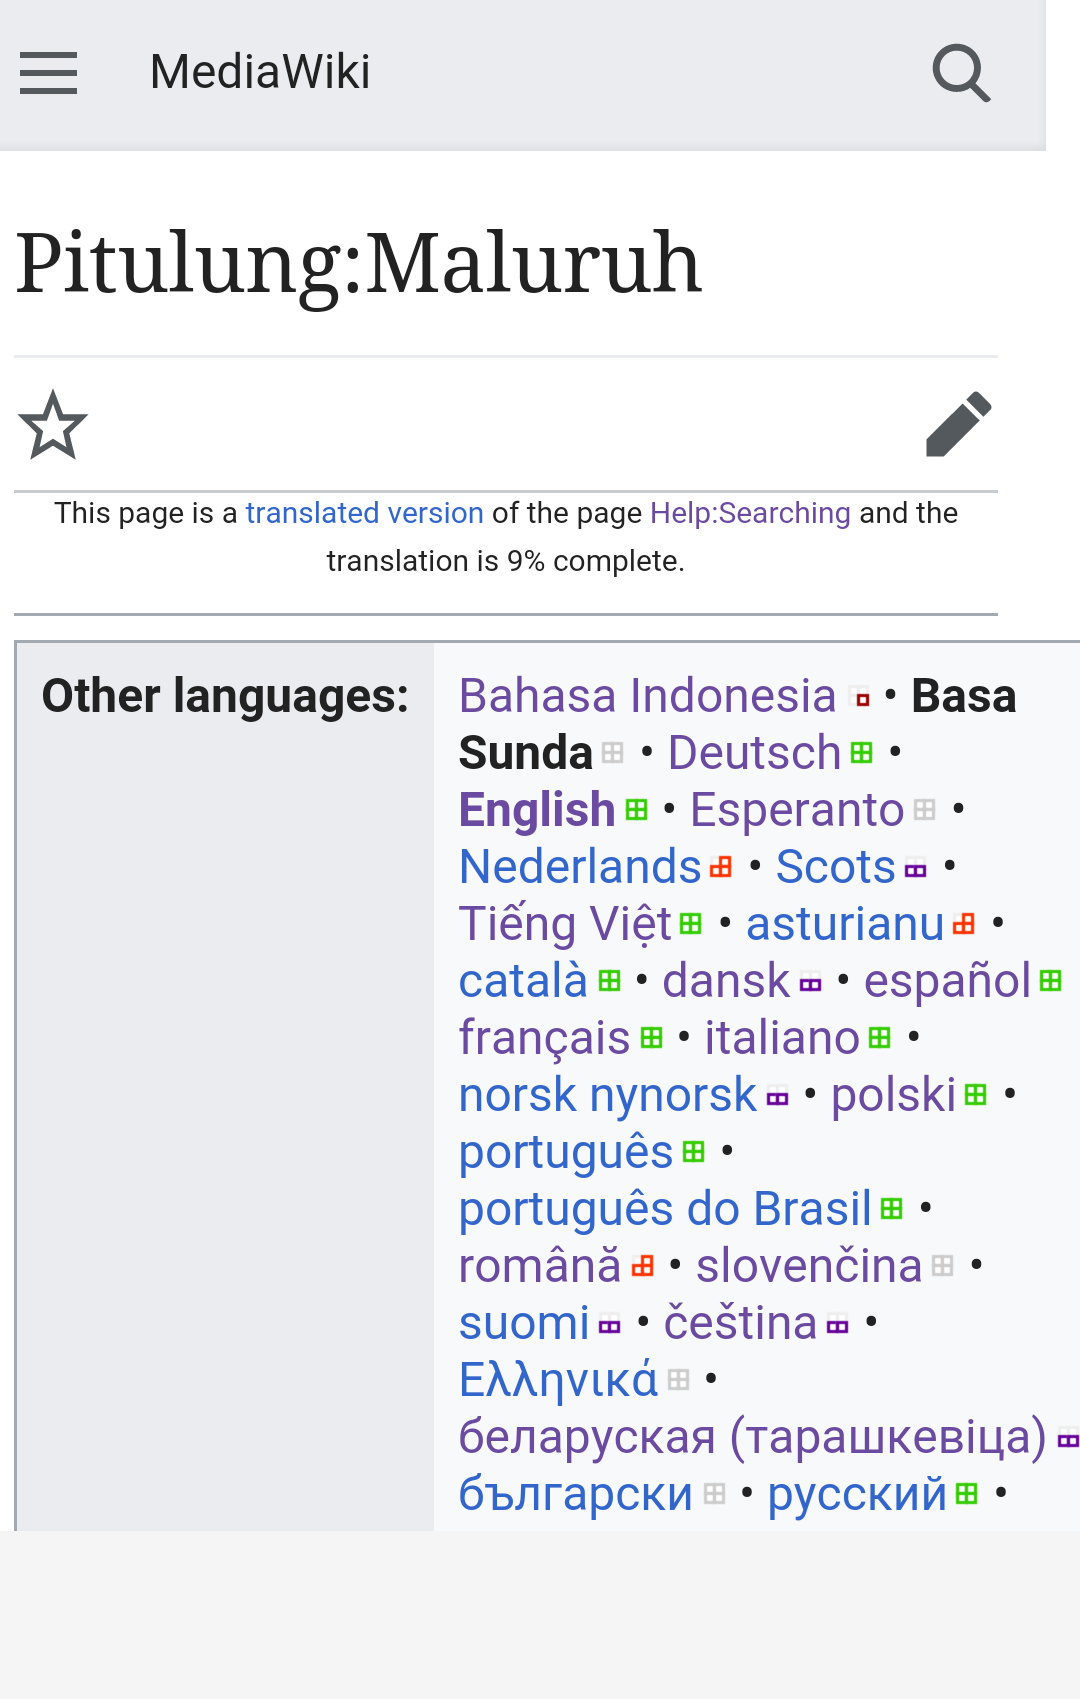 MediaWiki
Pitulung:Maluruh
This page is a translated version of the page Help:Searching and the
translation is 9% complete.
Other languages:
Bahasa Indonesia • Basa
Sunda • Deutsch •
English • Esperanto •
Nederlands • Scots •
Tiếng Việt • asturianu •
català • dansk • español
français • italiano •
norsk nynorsk • polski •
português •
português do Brasil •
română • slovenčina •
suomi • čeština •
Ελληνικά •
беларуская (тарашкевіца)
български • русский •